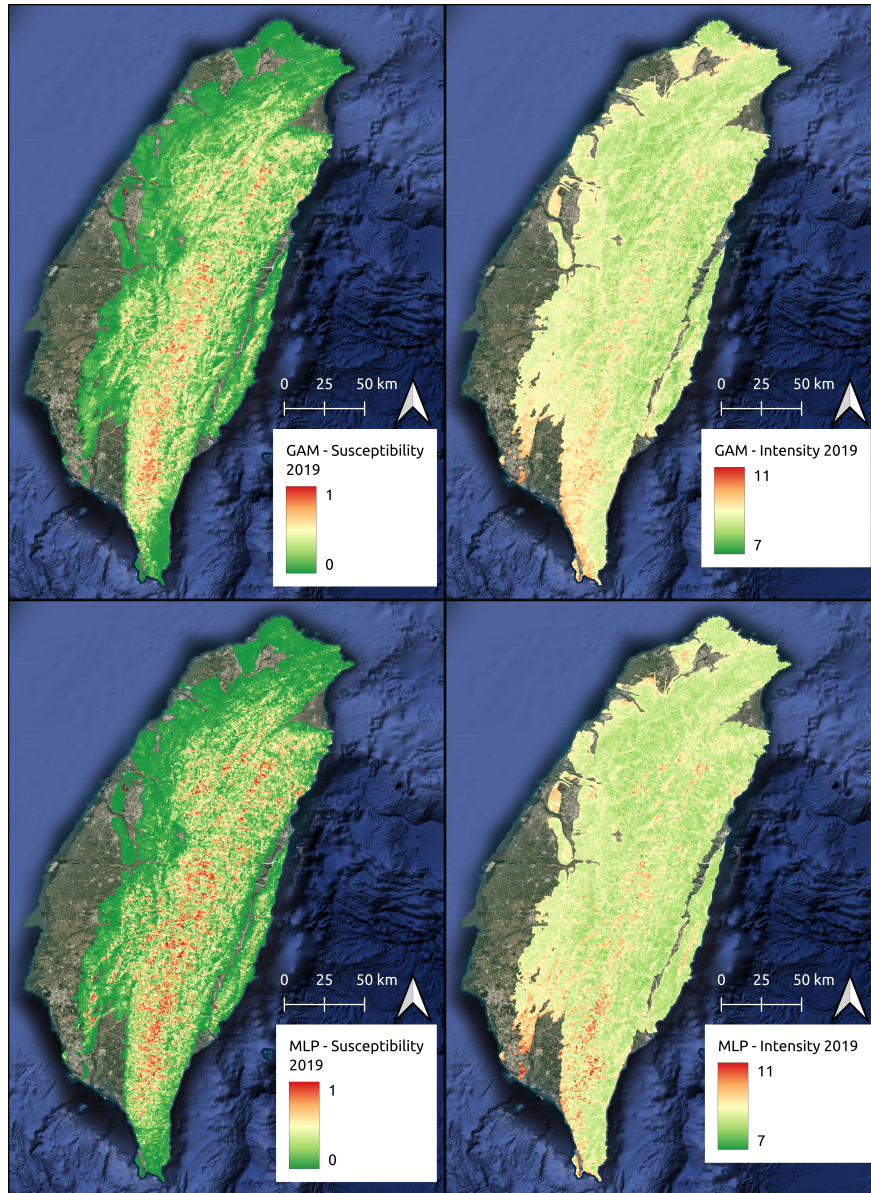 0 25 50 km
GAM - Susceptibility
2019
1
0
0 25 50 km
GAM - Intensity 2019
11
7
0 25 50 km
MLP - Susceptibility
2019
1
0
0 25 50 km
MLP - Intensity 2019
11
7